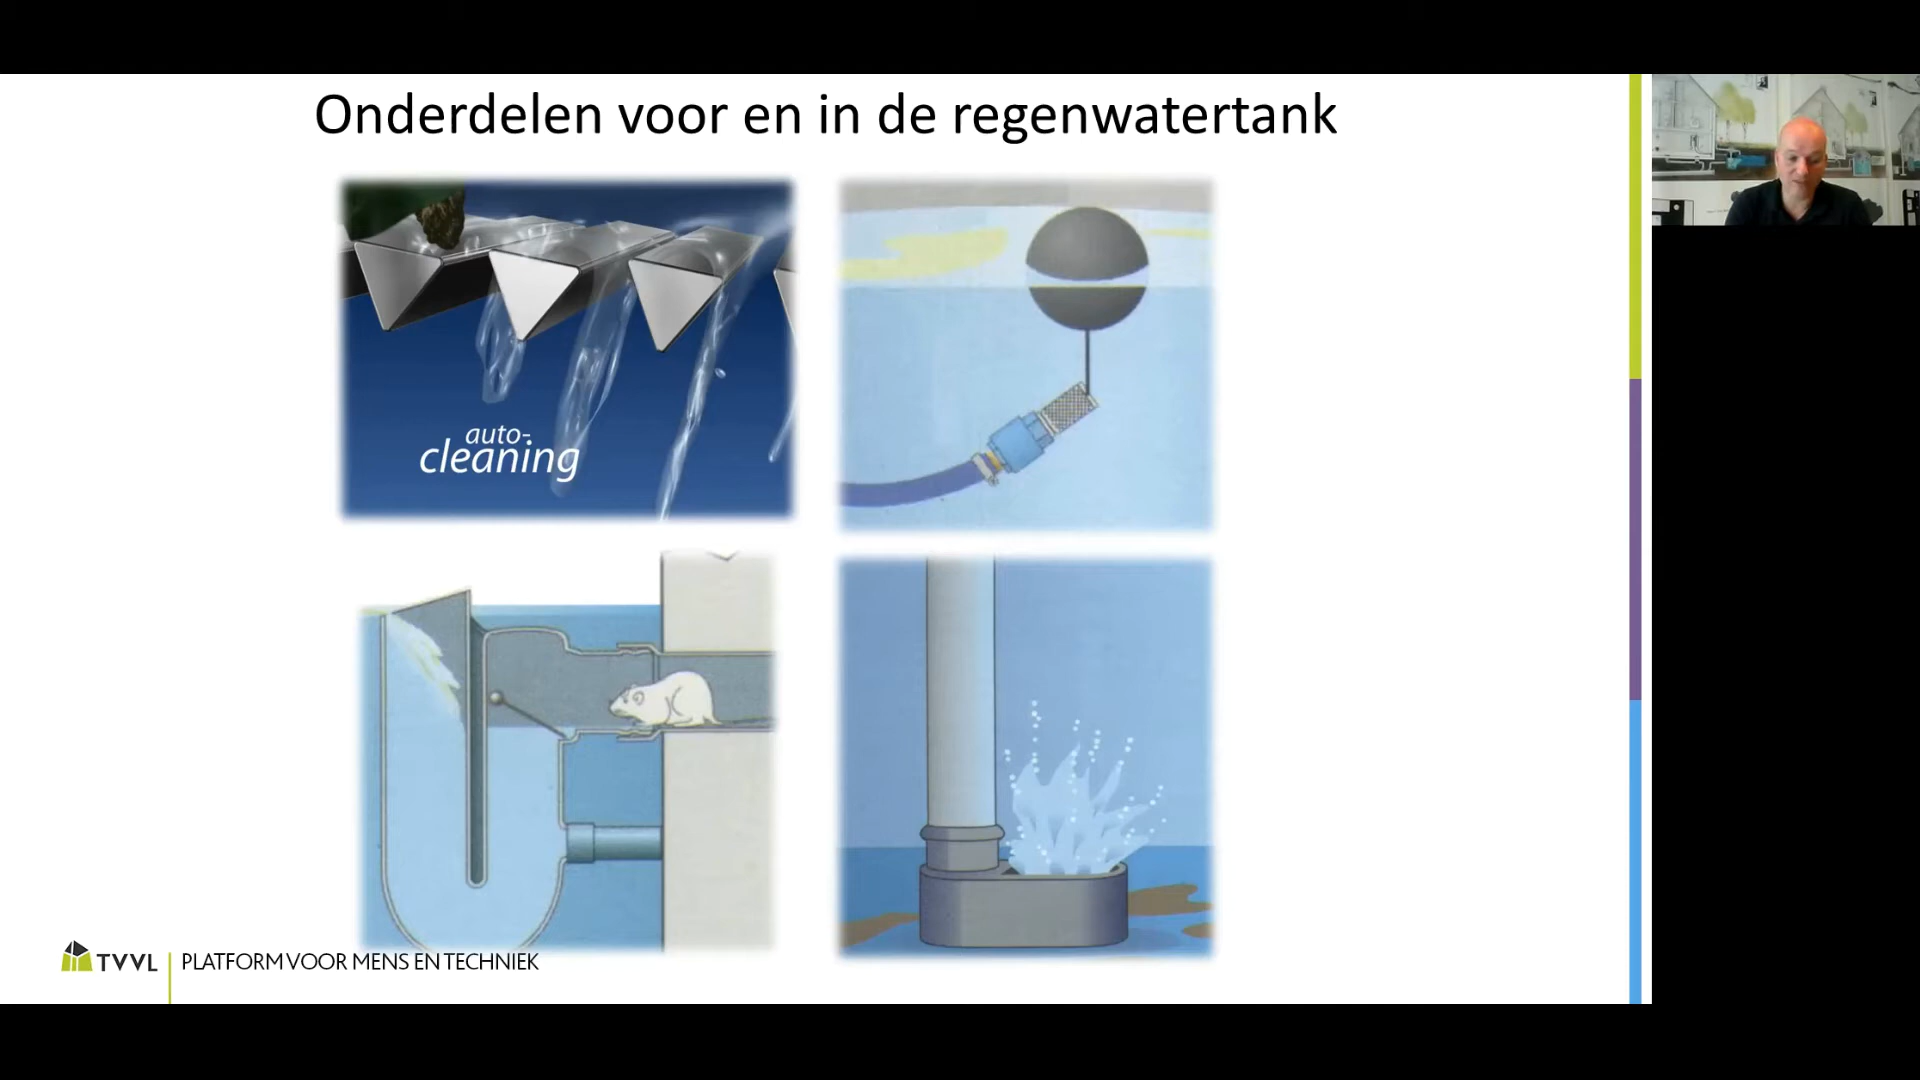 Onderdelen voor en in de regenwatertank
auto-
cleaning
TVVL
PLATFORM VOOR MENS EN TECHNIEK